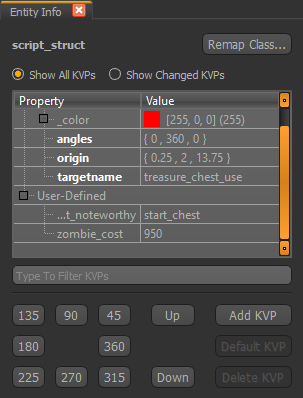 Entity Info
script_struct Remap Class...
Show All KVPs Show Changed KVPs
Property Value
_color [255, 0, 0] (255)
angles { 0 , 360 , 0 }
origin { 0.25 , 2 , 13.75 }
targetname treasure_chest_use
User-Defined
...t_noteworthy start_chest
zombie_cost 950
Type To Filter KVPs
135 90 45 Up Add KVP
180 360 Default KVP
225 270 315 Down Delete KVP